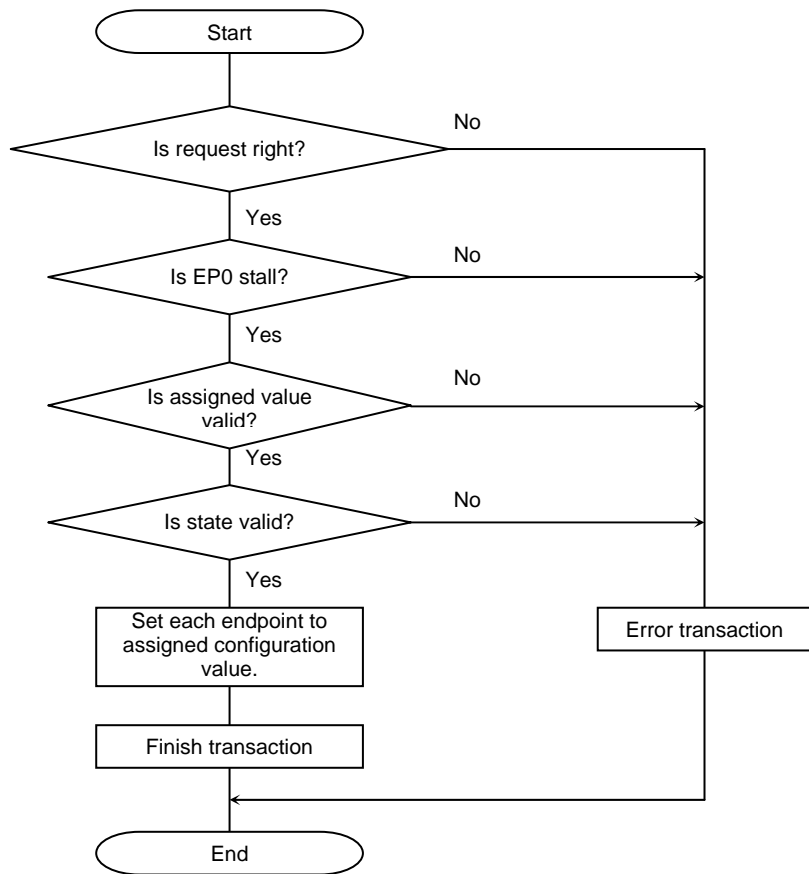 Start
Is request right?
No
Yes
Is EP0 stall?
No
Yes
Is assigned value
valid?
No
Yes
Is state valid?
No
Yes
Set each endpoint to
assigned configuration
value.
Error transaction
Finish transaction
End